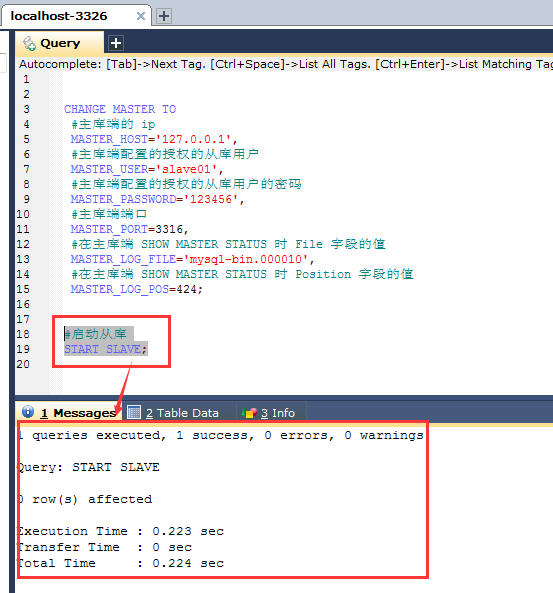 localhost-3326
Query
Autocomplete: [Tab]->Next Tag. [Ctrl+Space]->List All Tags. [Ctrl+Enter]->List Matching Tag
1
2
3 CHANGE MASTER TO
4 #主库端的 ip
5 MASTER_HOST='127.0.0.1',
6 #主库端配置的授权的从库用户
7 MASTER_USER='slave01',
8 #主库端配置的授权的从库用户的密码
9 MASTER_PASSWORD='123456',
10 #主库端端口
11 MASTER_PORT=3316,
12 #在主库端 SHOW MASTER STATUS 时 File 字段的值
13 MASTER_LOG_FILE='mysql-bin.000010',
14 #在主库端 SHOW MASTER STATUS 时 Position 字段的值
15 MASTER_LOG_POS=424;
16
17
18 #启动从库
19 START SLAVE;
20
1 Messages 2 Table Data 3 Info
1 queries executed, 1 success, 0 errors, 0 warnings
Query: START SLAVE
0 row(s) affected
Execution Time : 0.223 sec
Transfer Time : 0 sec
Total Time : 0.224 sec